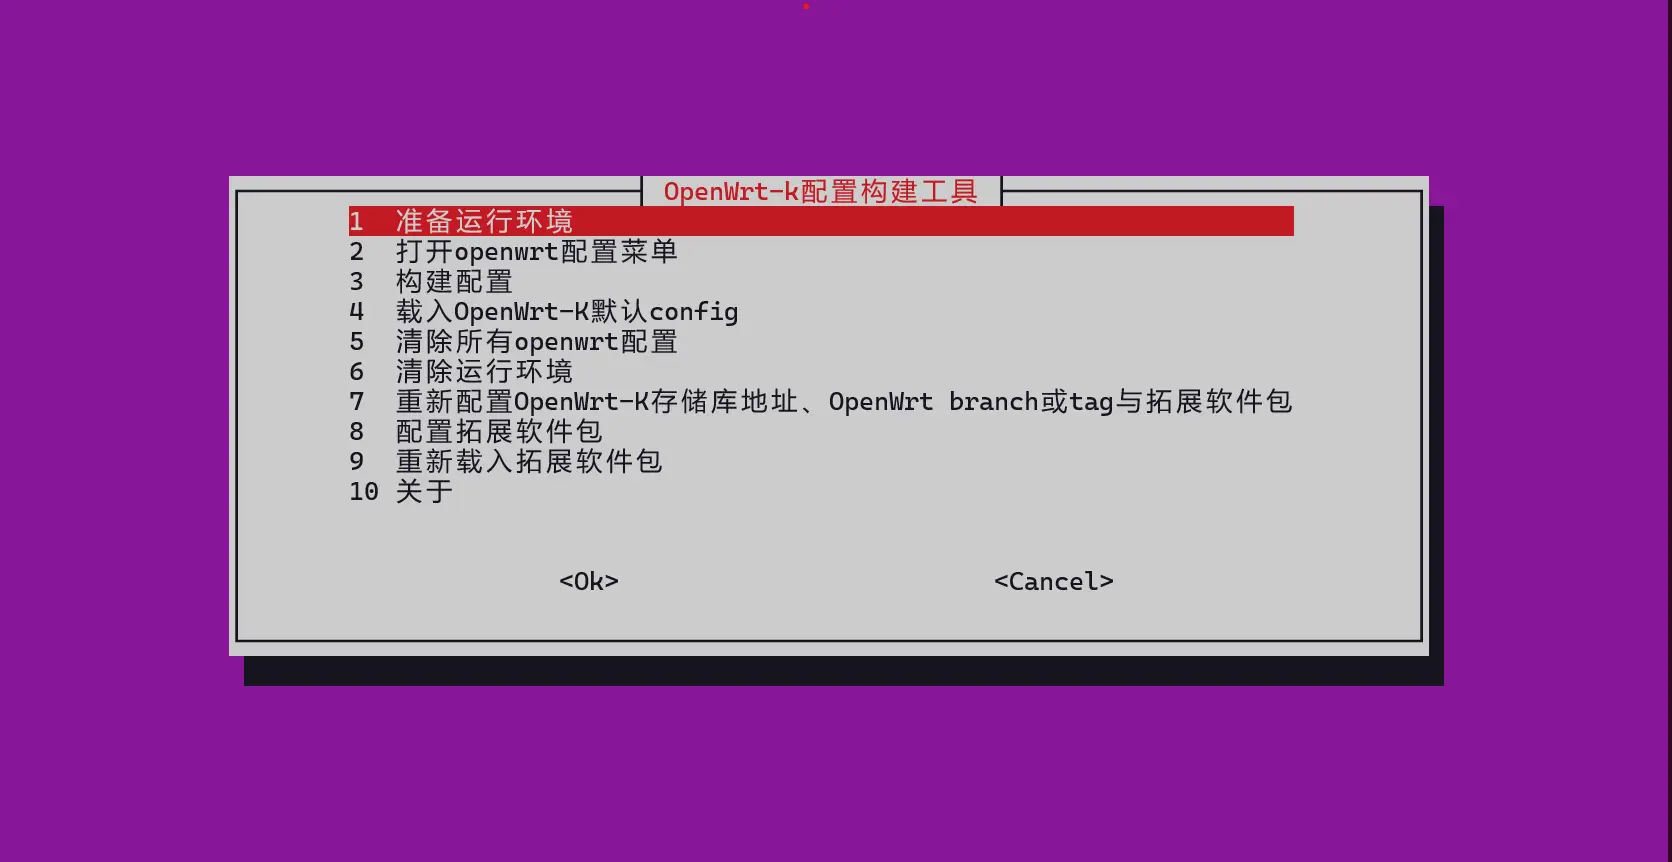 OpenWrt-k配置构建工具
1 准备运行环境
2 打开openwrt配置菜单
3 构建配置
4 载入OpenWrt-K默认config
5 清除所有openwrt配置
6 清除运行环境
7 重新配置OpenWrt-K存储库地址、OpenWrt branch或tag与拓展软件包
8 配置拓展软件包
9 重新载入拓展软件包
10 关于
<Ok> <Cancel>